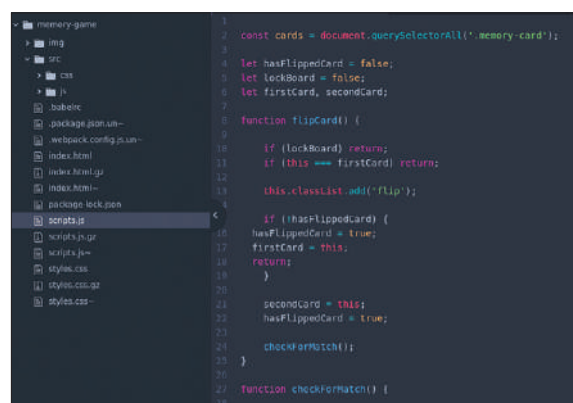 memory-game
img
src
css
js
.babelrc
.package.json.un~
.webpack.config.js.un~
index.html
index.html.gz
index.html~
package-lock.json
scripts.js
scripts.js.gz
scripts.js~
styles.css
styles.css.gz
styles.css~
1
2 const cards = document.querySelectorAll('.memory-card');
3
4 let hasFlippedCard = false;
5 let lockBoard = false;
6 let firstCard, secondCard;
7
8 function flipCard() {
9
10 if (lockBoard) return;
11 if (this === firstCard) return;
12
13 this.classList.add('flip');
14
15 if (!hasFlippedCard) {
16 hasFlippedCard = true;
17 firstCard = this;
18 return;
19 }
20
21 secondCard = this;
22 hasFlippedCard = true;
23
24 checkForMatch();
25 }
26
27 function checkForMatch() {